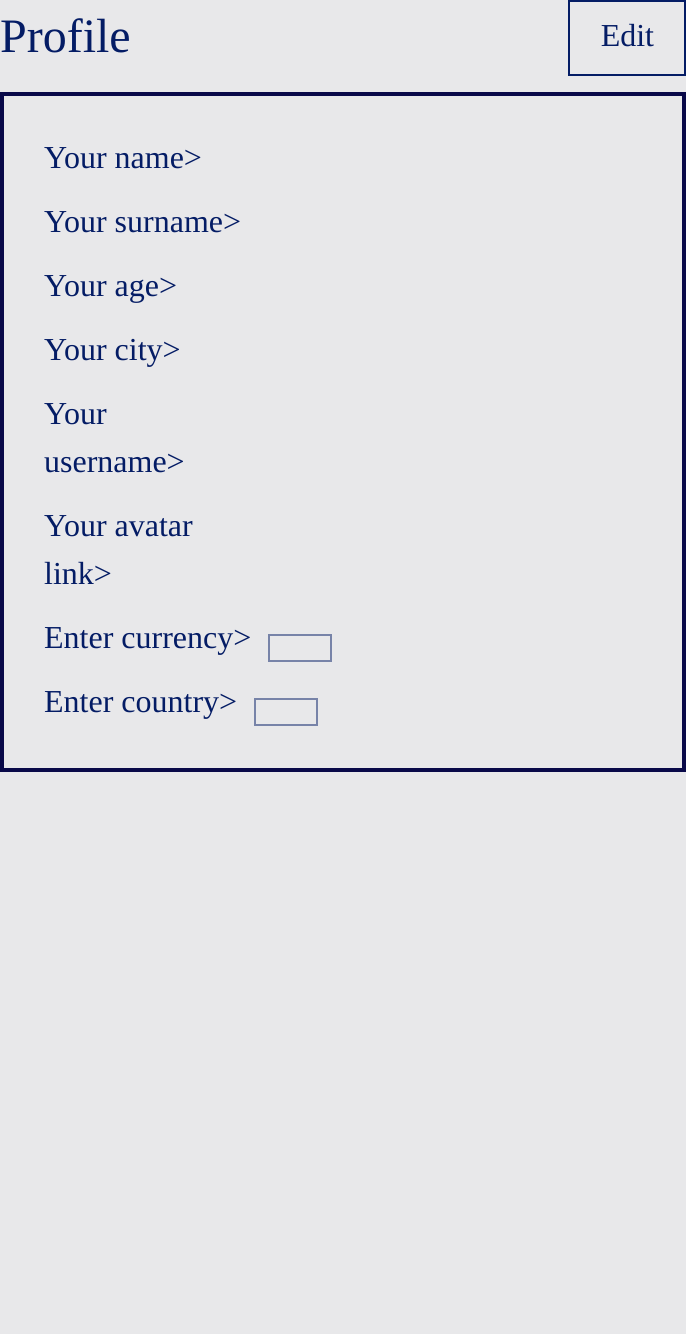 Profile
Edit
Your name>
Your surname>
Your age>
Your city>
Your
username>
Your avatar
link>
Enter currency>
Enter country>